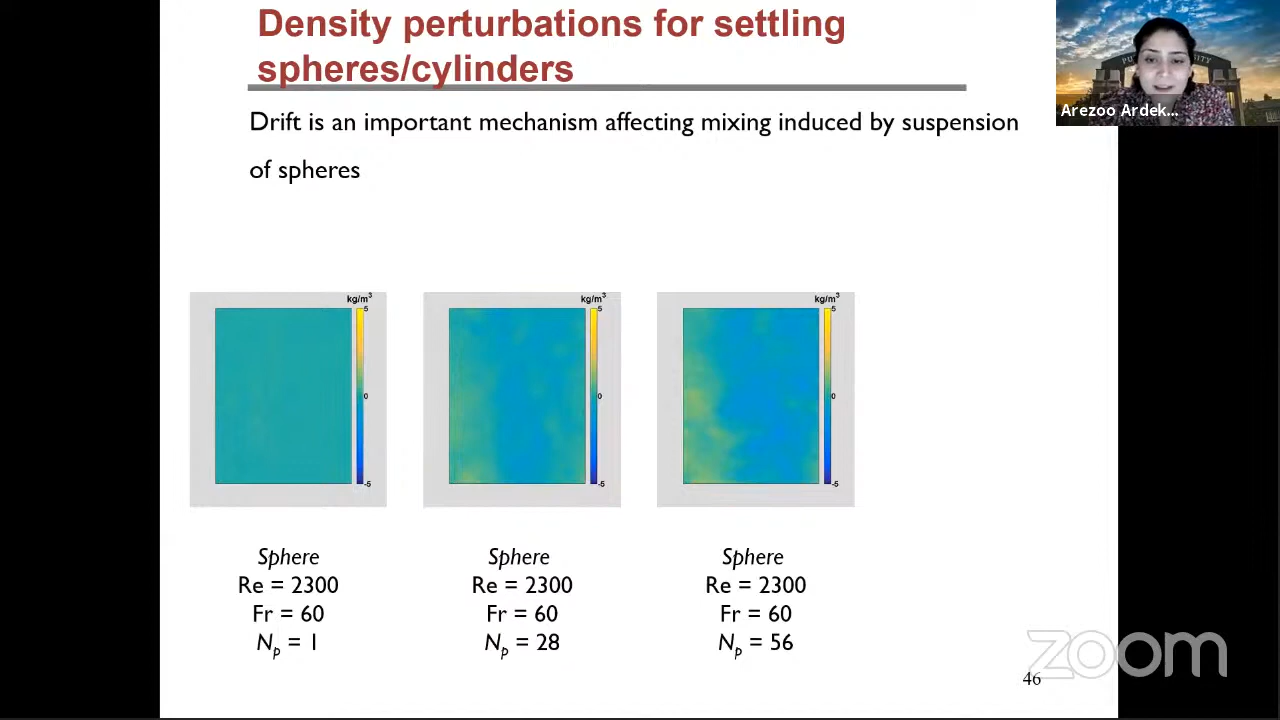 Density perturbations for settling
spheres/cylinders
Drift is an important mechanism affecting mixing induced by suspension
of spheres
Arezoo Ardek...
kg/m3
5
0
-5
kg/m3
5
0
-5
kg/m3
5
0
-5
Sphere
Re = 2300
Fr = 60
Np = 1
Sphere
Re = 2300
Fr = 60
Np = 28
Sphere
Re = 2300
Fr = 60
Np = 56
zoom
46